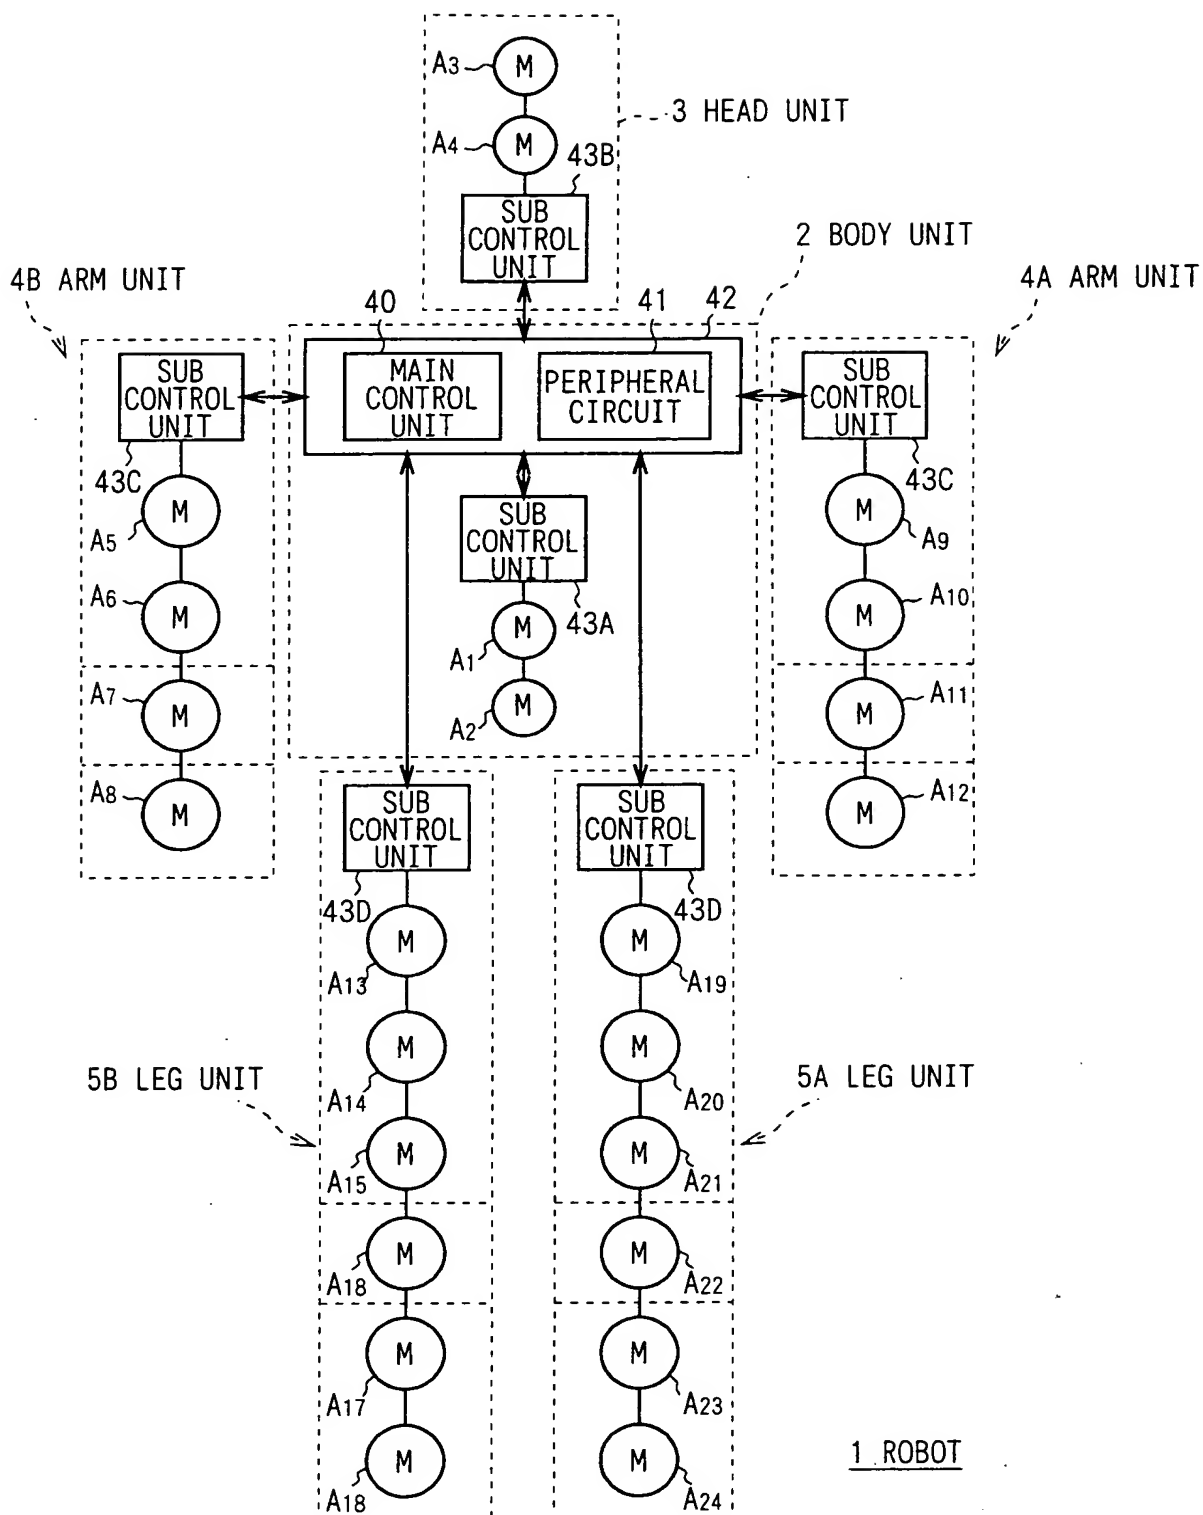 A3
M
3 HEAD UNIT
A4
M
43B
SUB
CONTROL
UNIT
2 BODY UNIT
4B ARM UNIT
4A ARM UNIT
40
41
42
SUB
CONTROL
UNIT
MAIN
CONTROL
UNIT
PERIPHERAL
CIRCUIT
SUB
CONTROL
UNIT
43C
43C
M
A5
SUB
CONTROL
UNIT
M
A9
A6
M
43A
M
A10
M
A1
A7
M
M
A2
M
A11
A8
M
M
A12
SUB
CONTROL
UNIT
SUB
CONTROL
UNIT
43D
43D
M
A13
M
A19
5B LEG UNIT
M
A14
M
A20
5A LEG UNIT
M
A15
M
A21
M
A18
M
A22
M
A17
M
A23
M
A18
M
A24
1 ROBOT